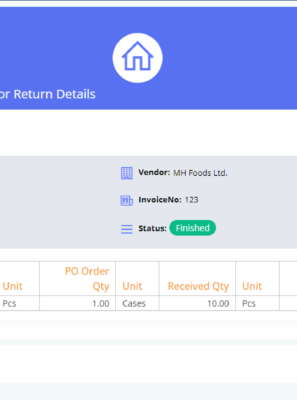 or Return Details
Vendor: MH Foods Ltd.
InvoiceNo: 123
Status: Finished
Unit PO Order Qty Unit Received Qty Unit
Pcs 1.00 Cases 10.00 Pcs